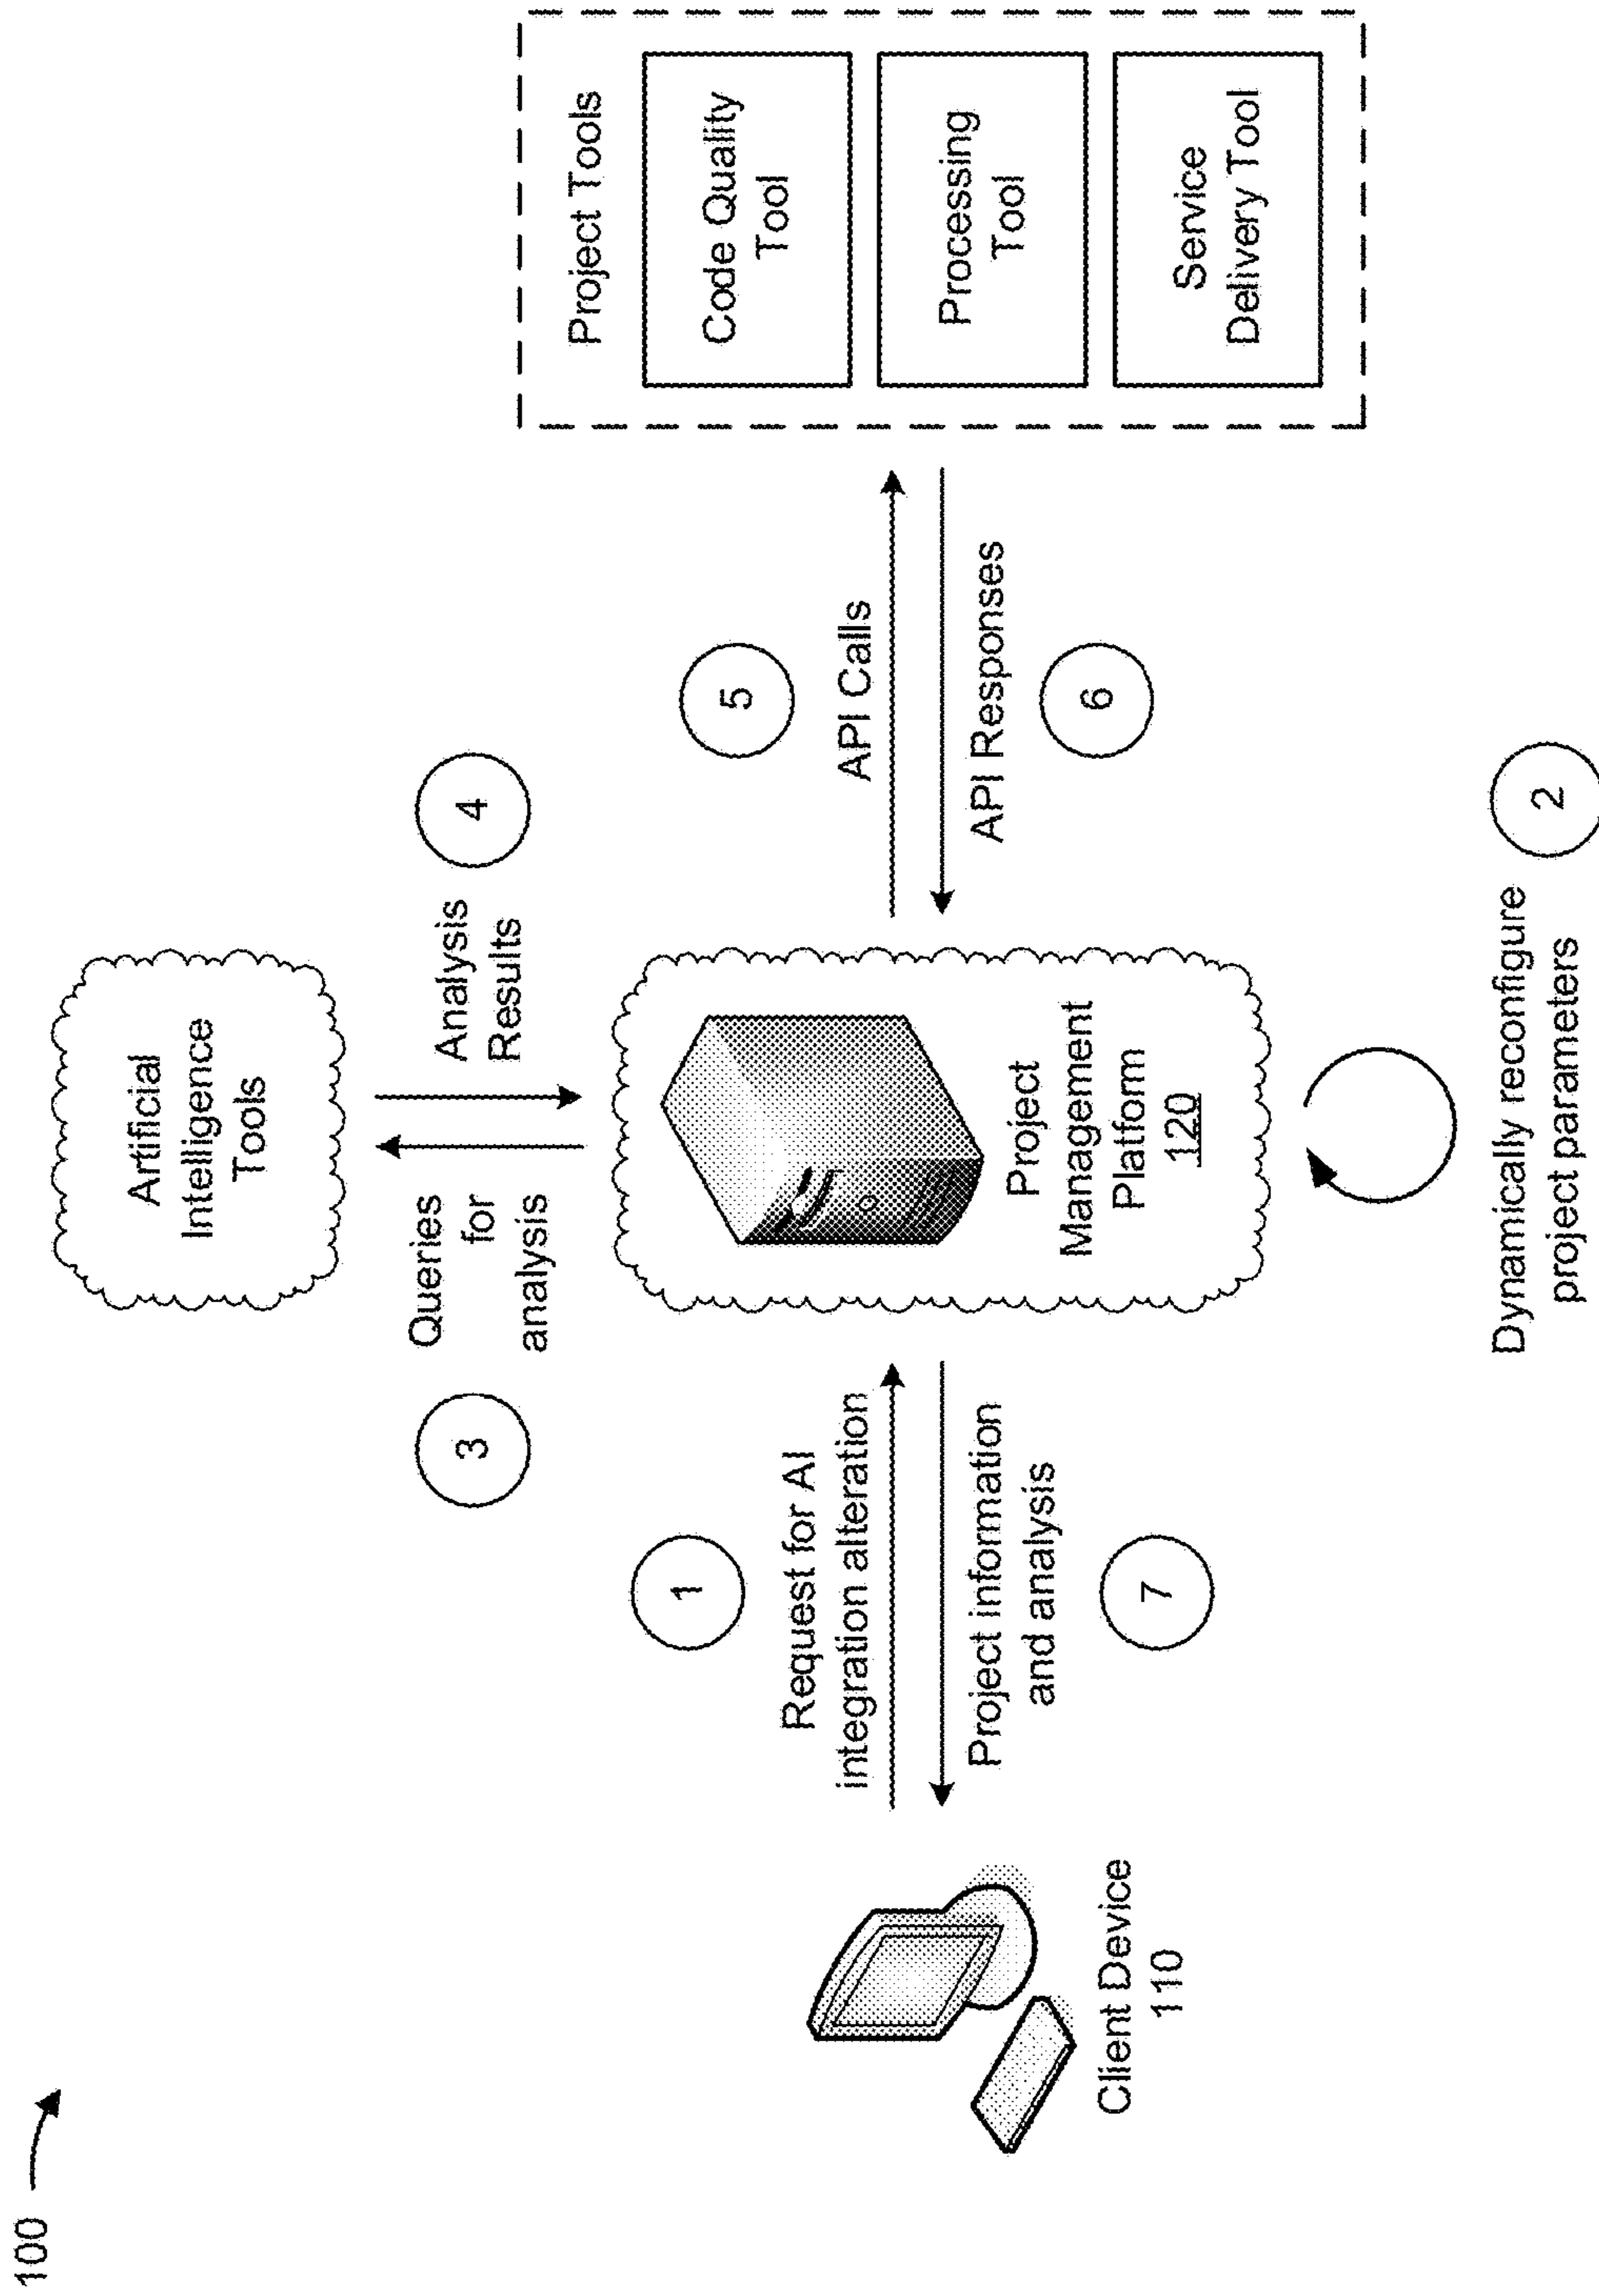 100
Artificial
Intelligence
Tools
3
Queries
for
analysis
Analysis
Results
4
1
Request for AI
integration alteration
Project information
and analysis
7
Client Device
110
Project
Management
Platform
120
5
API Calls
API Responses
6
Project Tools
Code Quality
Tool
Processing
Tool
Service
Delivery Tool
Dynamically reconfigure
project parameters
2